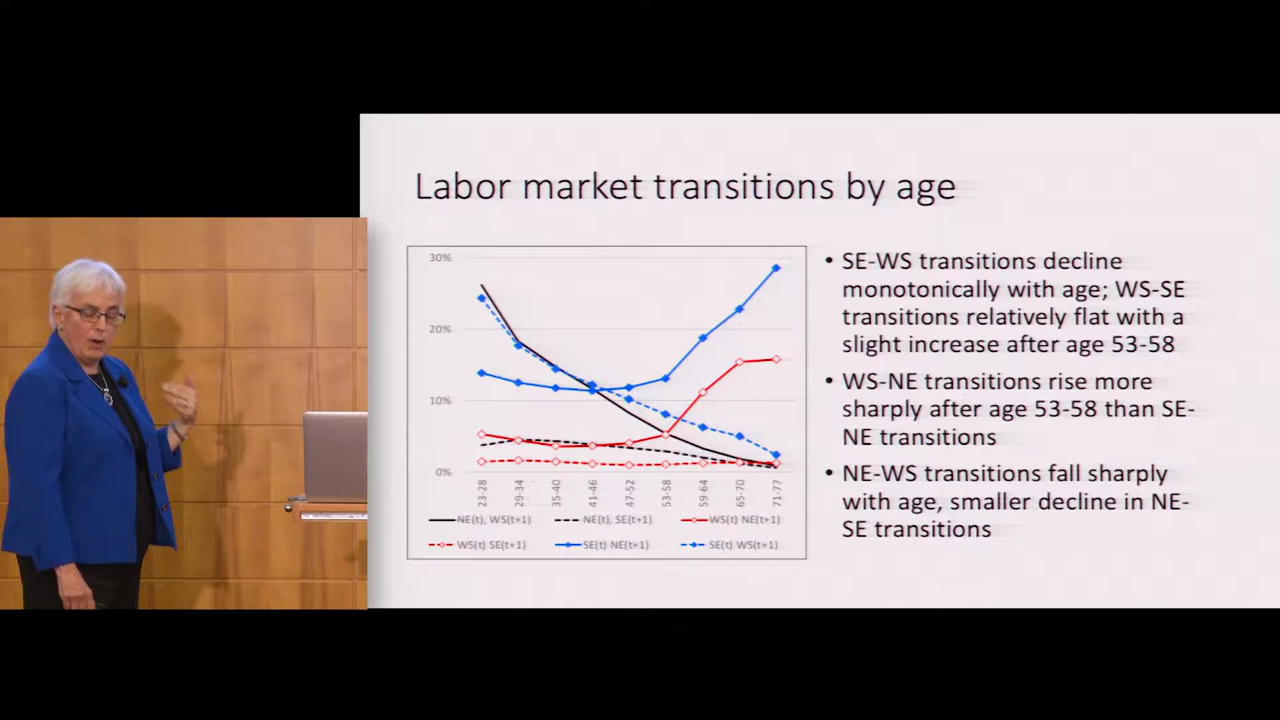 Labor market transitions by age
30%
20%
10%
0%
23-28
29-34
35-40
41-46
47-52
53-58
59-64
65-70
71-77
NE(t), WS(t+1)
NE(t), SE(t+1)
WS(t) NE(t+1)
WS(t) SE(t+1)
SE(t) NE(t+1)
SE(t) WS(t+1)
• SE-WS transitions decline
monotonically with age; WS-SE
transitions relatively flat with a
slight increase after age 53-58
• WS-NE transitions rise more
sharply after age 53-58 than SE-
NE transitions
• NE-WS transitions fall sharply
with age, smaller decline in NE-
SE transitions